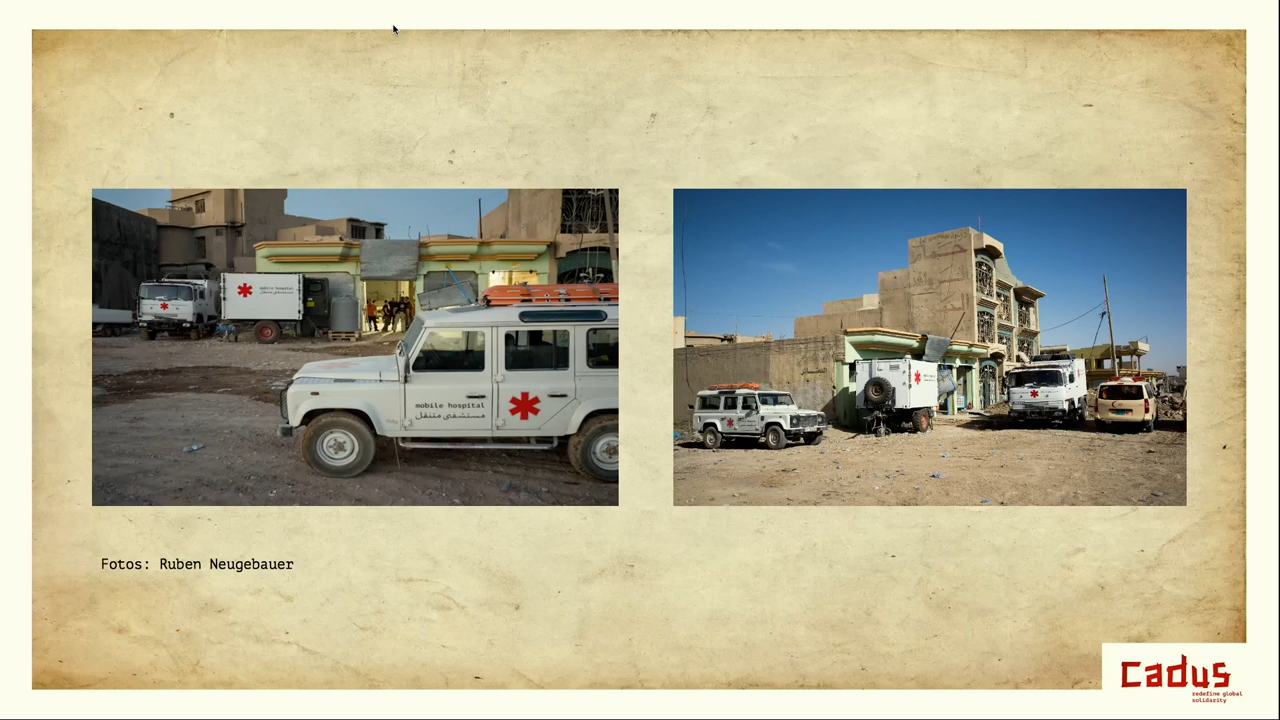 mobile hospital
mobile hospital
مستشفى متنقل
Fotos: Ruben Neugebauer
cadus
redefine global
solidarity